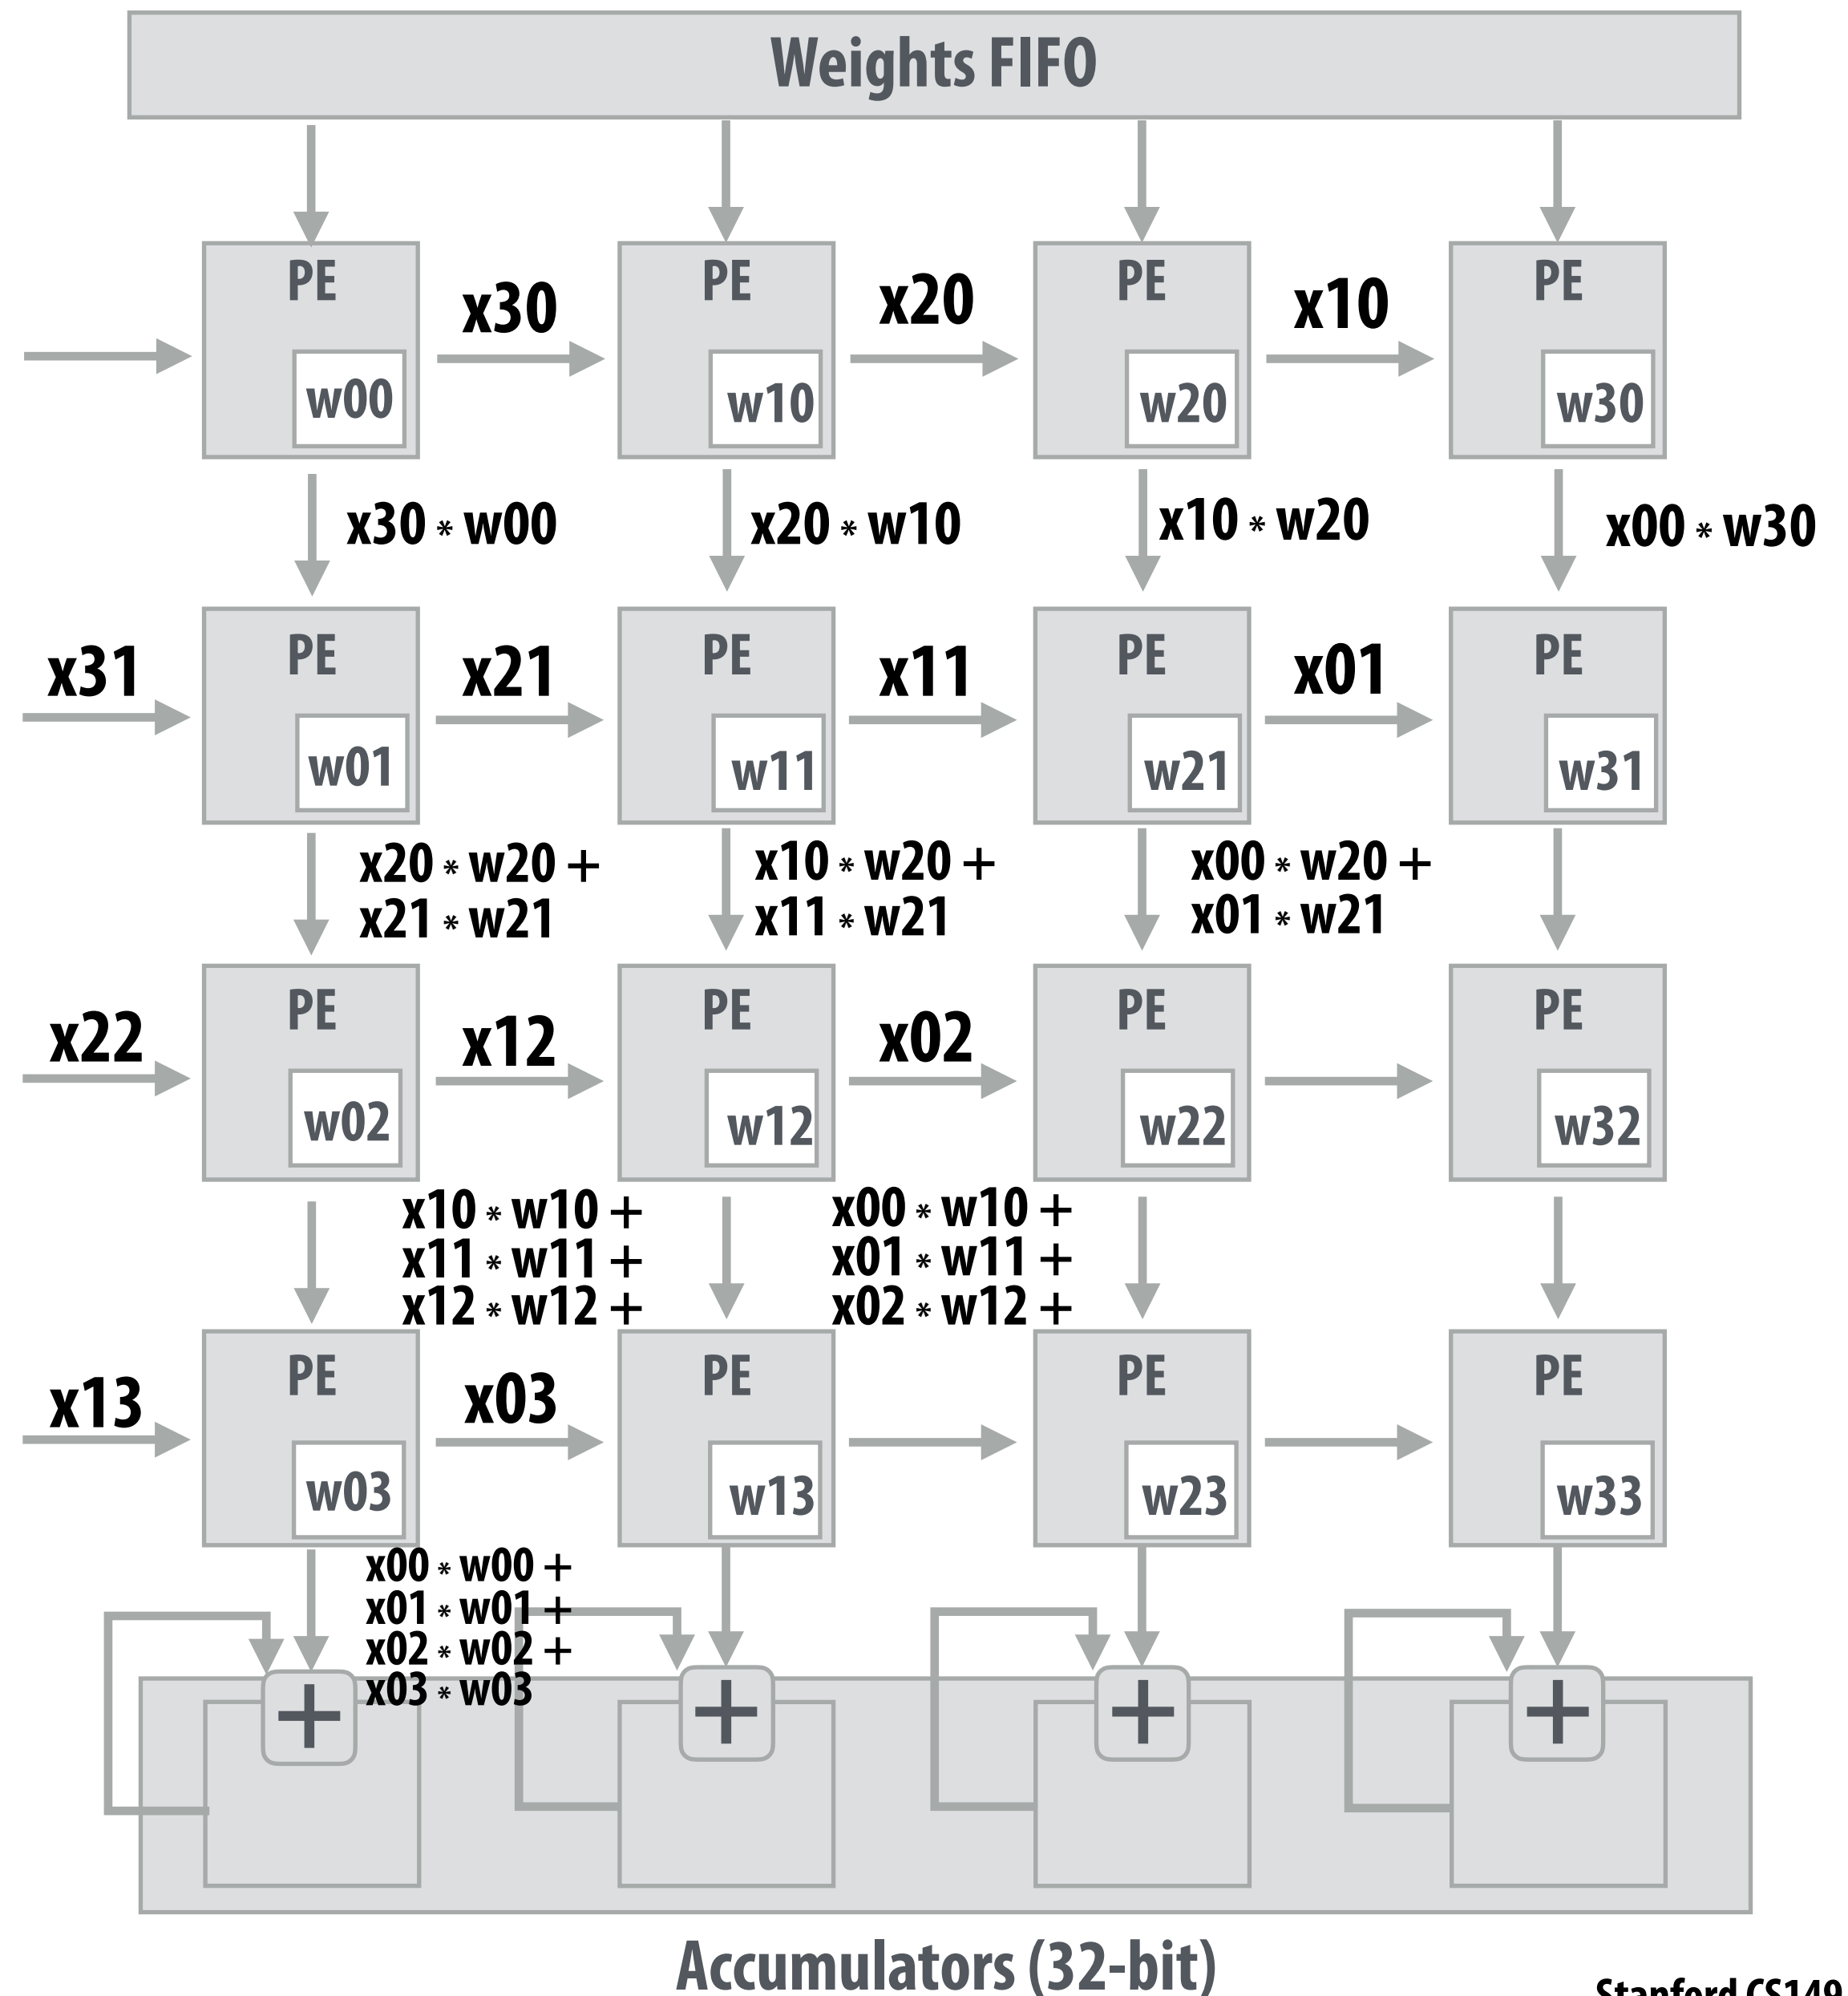 Weights FIFO
PE PE PE PE
x30 x20 x10
w00 w10 w20 w30
x30 * w00 x20 * w10 x10 * w20 x00 * w30
PE PE PE PE
x31 x21 x11 x01
w01 w11 w21 w31
x20 * w20 + x10 * w20 + x00 * w20 +
x21 * w21 x11 * w21 x01 * w21
PE PE PE PE
x22 x12 x02
w02 w12 w22 w32
x10 * w10 + x00 * w10 +
x11 * w11 + x01 * w11 +
x12 * w12 + x02 * w12 +
PE PE PE PE
x13 x03
w03 w13 w23 w33
x00 * w00 +
x01 * w01 +
x02 * w02 +
x03 * w03
+ + + +
Accumulators (32-bit)
Stanford CS149